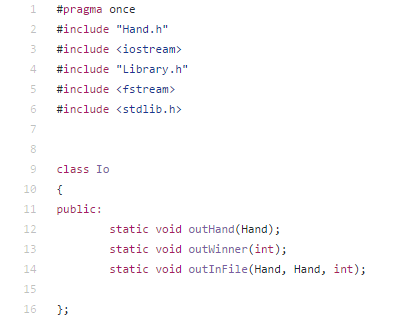 1 #pragma once
2 #include "Hand.h"
3 #include <iostream>
4 #include "Library.h"
5 #include <fstream>
6 #include <stdlib.h>
7
8
9 class Io
10 {
11 public:
12 static void outHand(Hand);
13 static void outWinner(int);
14 static void outInFile(Hand, Hand, int);
15
16 };